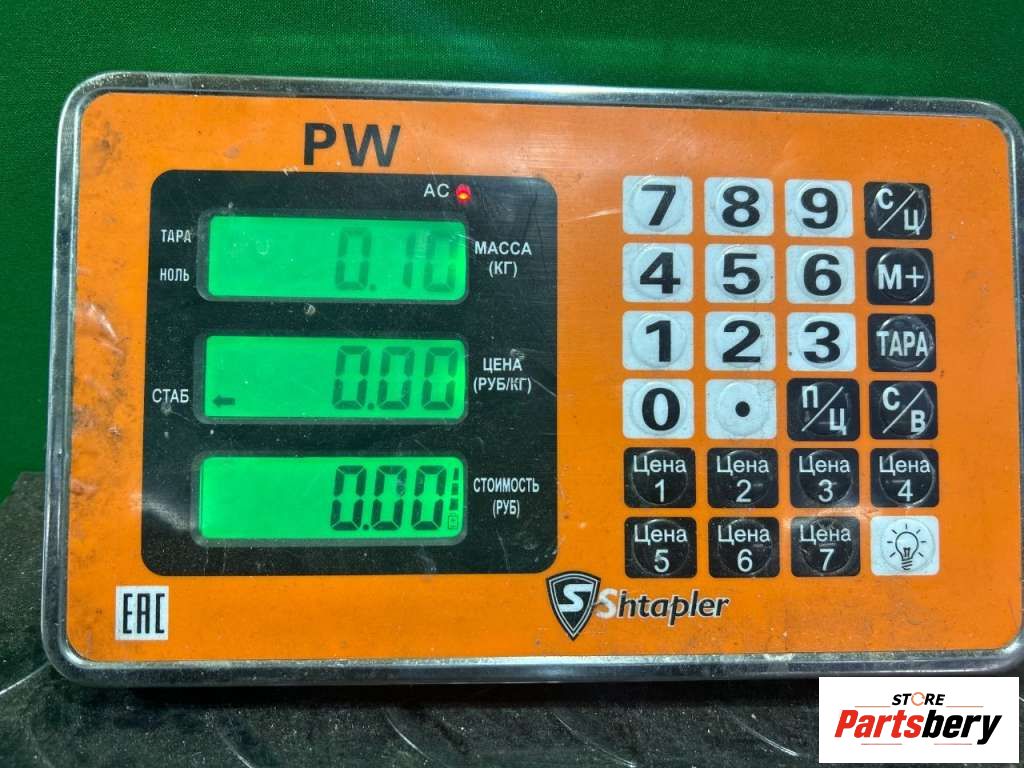 PW
AC
ТАРА
НОЛЬ
0.10
МАССА
(КГ)
СТАБ
0.00
ЦЕНА
(РУБ/КГ)
0.00
СТОИМОСТЬ
(РУБ)
7 8 9 С/Ц
4 5 6 М+
1 2 3 ТАРА
0 . П/Ц С/В
Цена 1 Цена 2 Цена 3 Цена 4
Цена 5 Цена 6 Цена 7
EAC
S Shtapler
STORE
Partsbery